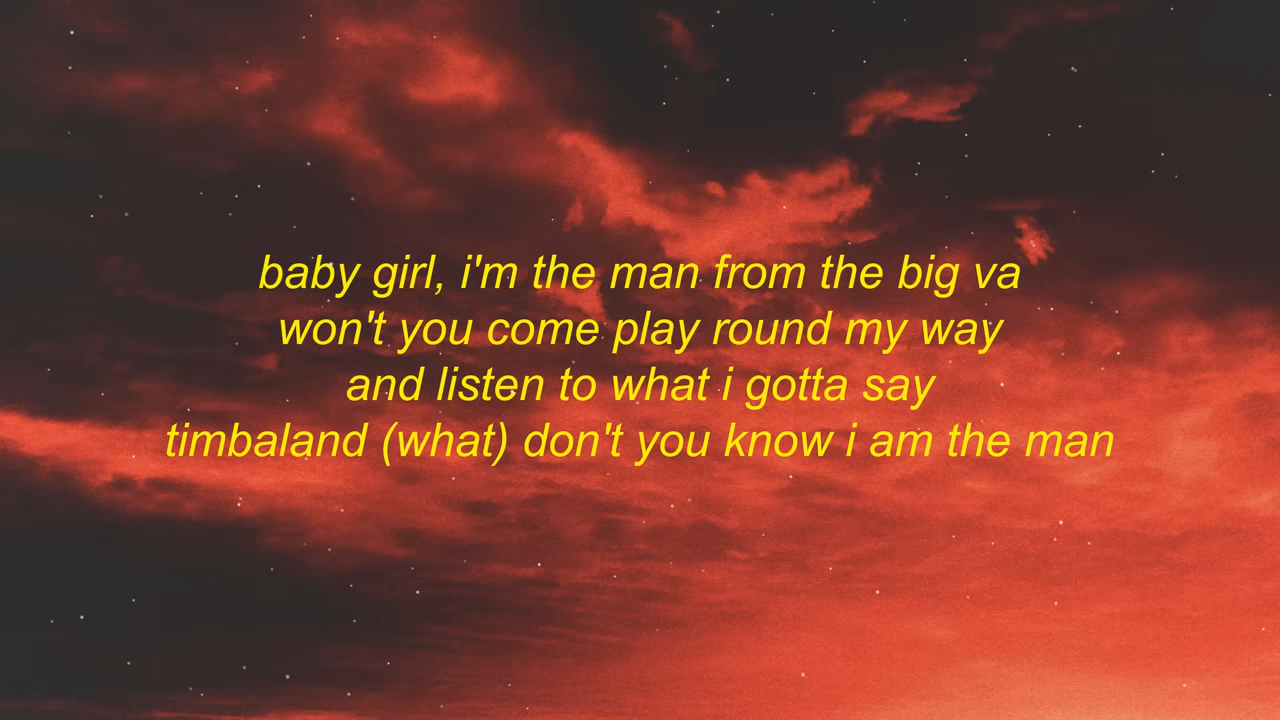 baby girl, i'm the man from the big va
won't you come play round my way
and listen to what i gotta say
timbaland (what) don't you know i am the man